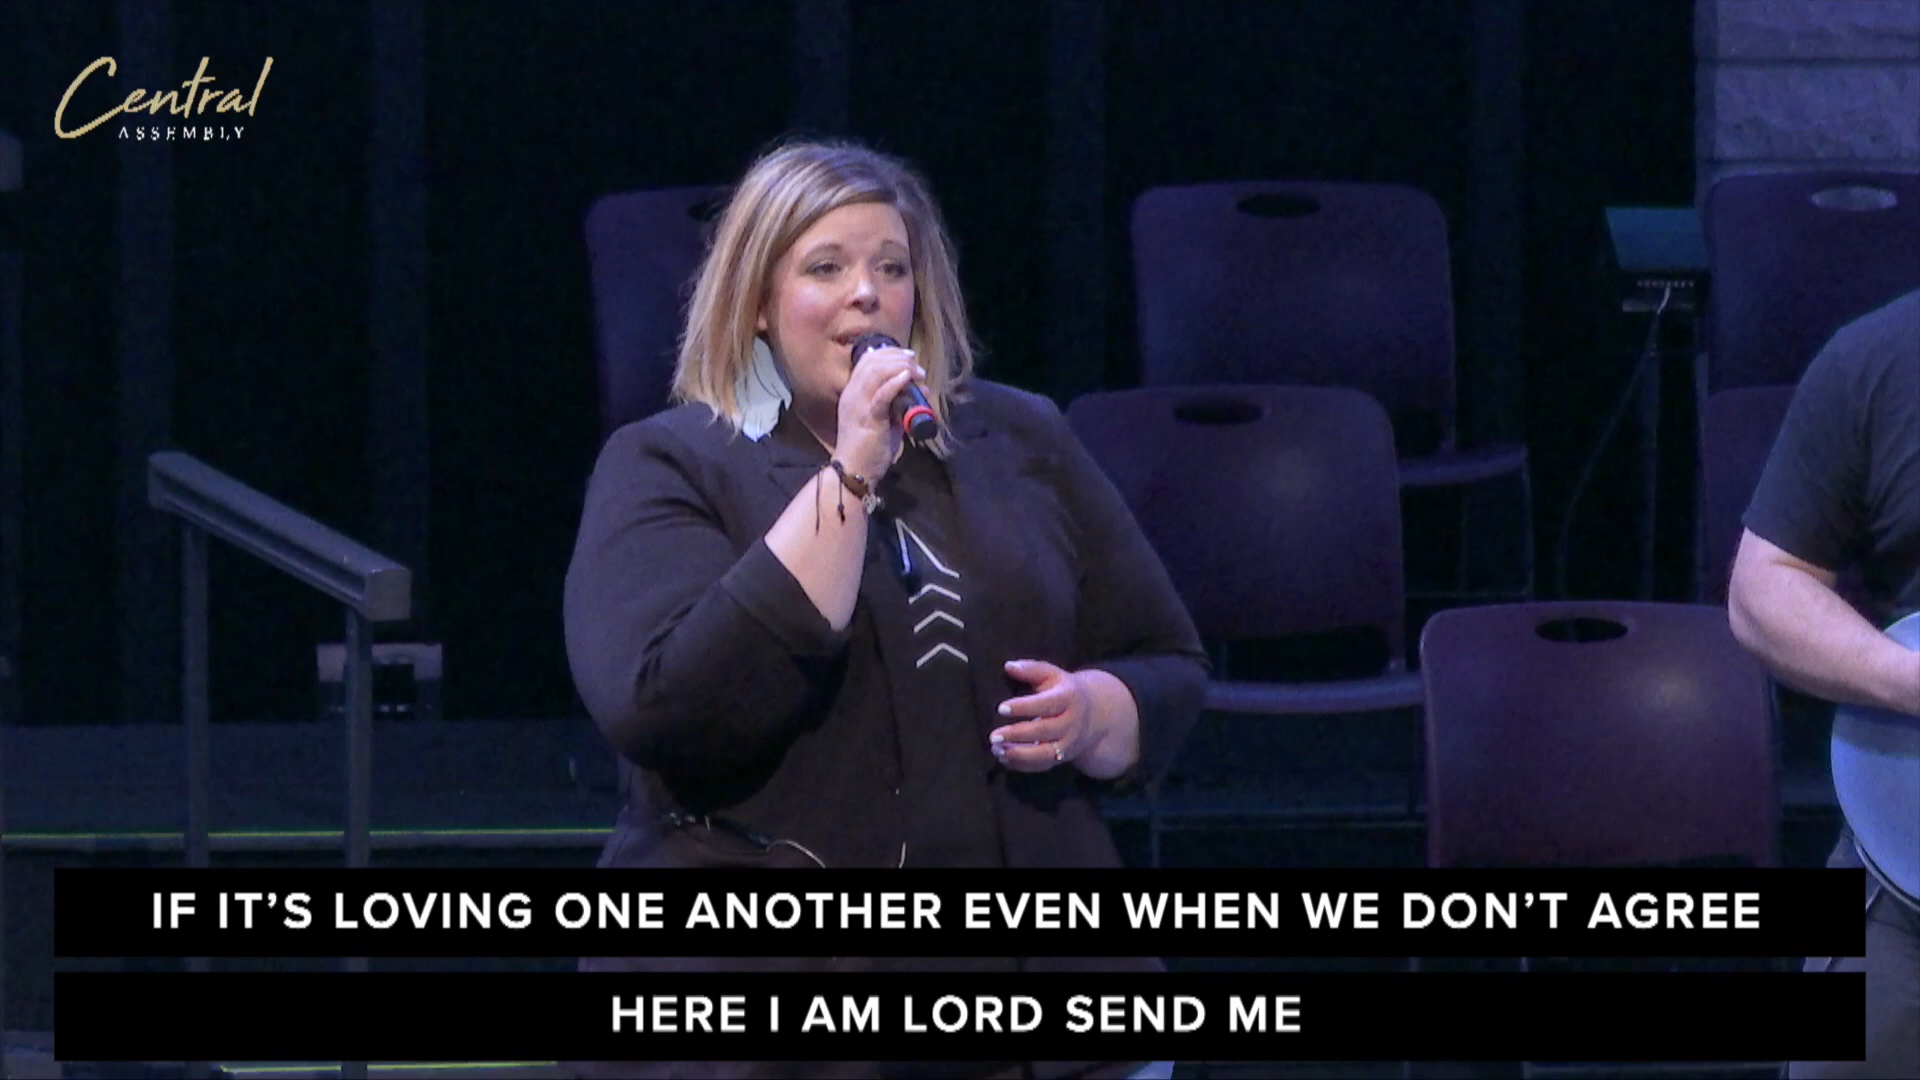 Central
ASSEMBLY
IF IT’S LOVING ONE ANOTHER EVEN WHEN WE DON’T AGREE
HERE I AM LORD SEND ME